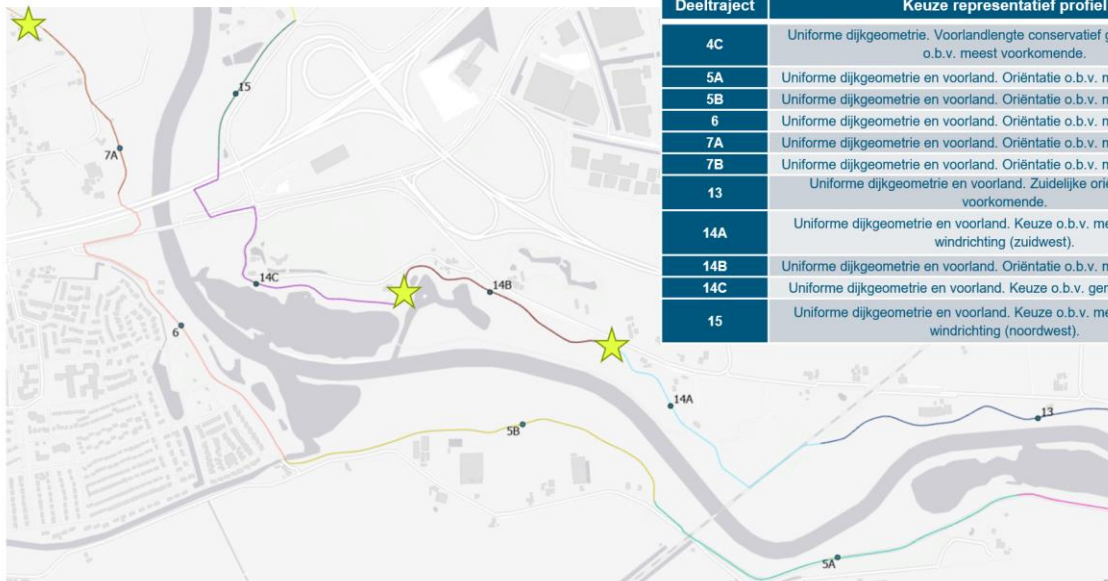 Deeltraject Keuze representatief profiel
4C Uniforme dijkgeometrie. Voorlandlengte conservatief
o.b.v. meest voorkomende.
5A Uniforme dijkgeometrie en voorland. Oriëntatie o.b.v.
5B Uniforme dijkgeometrie en voorland. Oriëntatie o.b.v.
6 Uniforme dijkgeometrie en voorland. Oriëntatie o.b.v.
7A Uniforme dijkgeometrie en voorland. Oriëntatie o.b.v.
7B Uniforme dijkgeometrie en voorland. Oriëntatie o.b.v.
13 Uniforme dijkgeometrie en voorland. Zuidelijke
voorkomende.
14A Uniforme dijkgeometrie en voorland. Keuze o.b.v.
windrichting (zuidwest).
14B Uniforme dijkgeometrie en voorland. Oriëntatie o.b.v.
14C Uniforme dijkgeometrie en voorland. Keuze o.b.v.
15 Uniforme dijkgeometrie en voorland. Keuze o.b.v.
windrichting (noordwest).
15
7A
14C
14B
6
14A
13
5B
5A